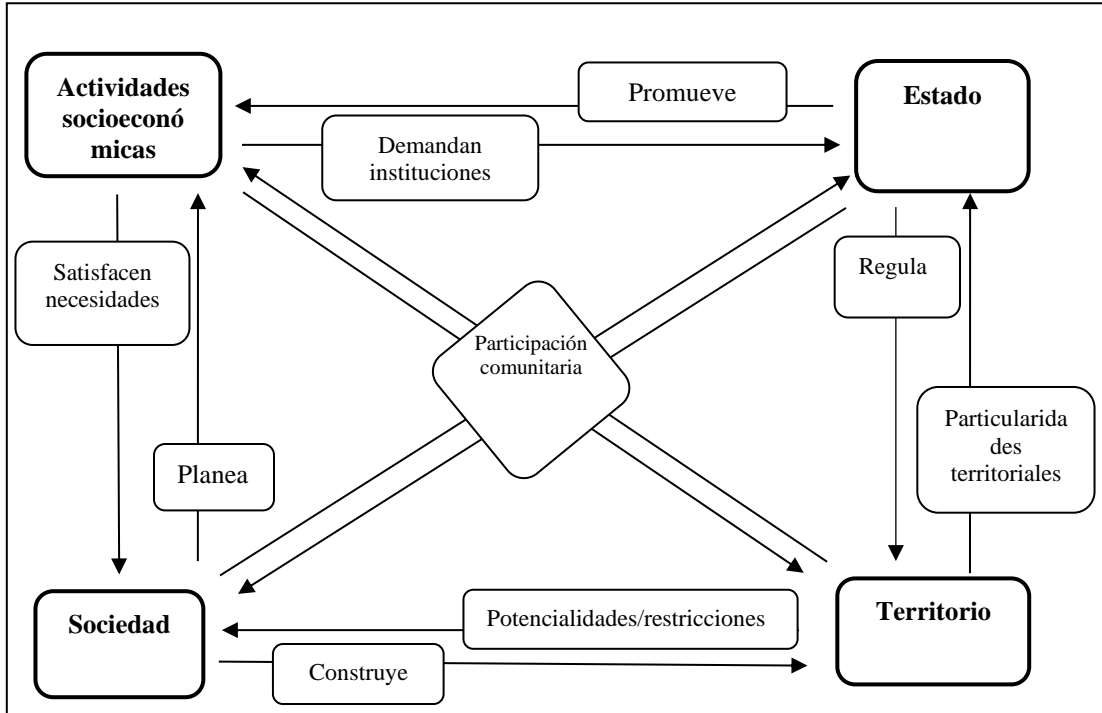 Actividades
socioeconó
micas
Promueve
Estado
Demandan
instituciones
Satisfacen
necesidades
Regula
Participación
comunitaria
Planea
Particularida
des
territoriales
Sociedad
Potencialidades/restricciones
Territorio
Construye